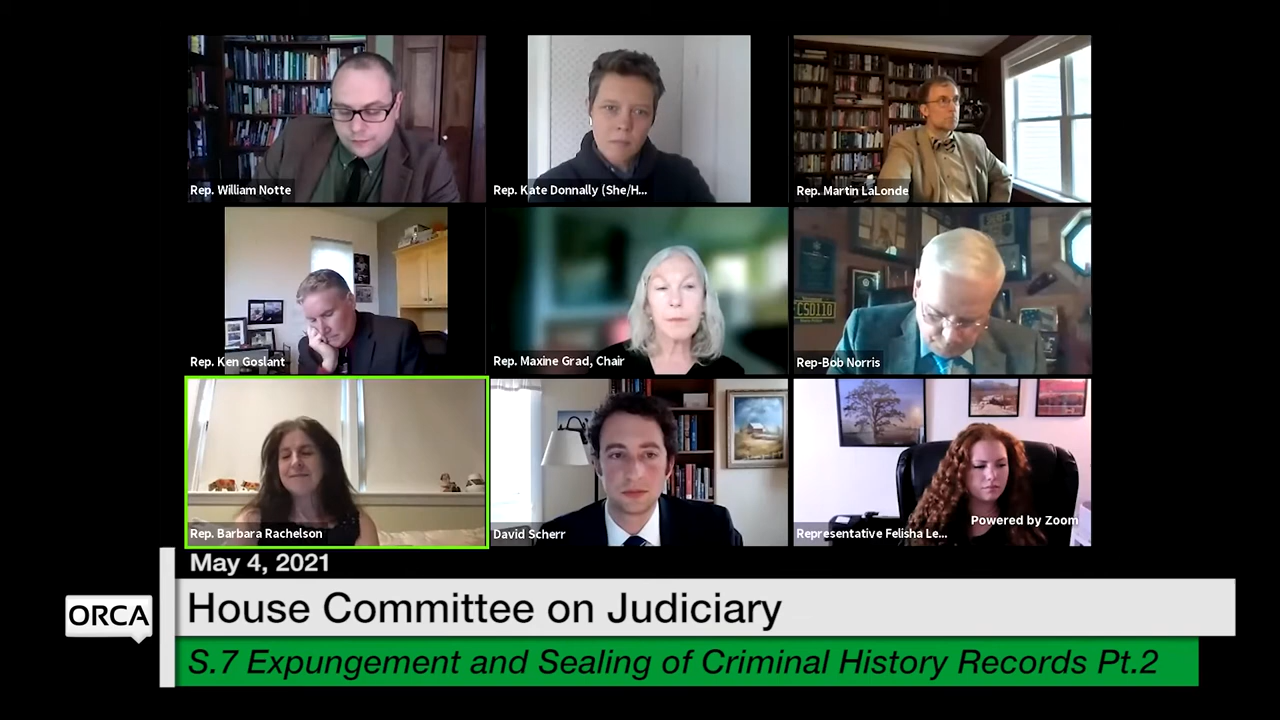 Rep. William Notte
Rep. Kate Donnally (She/H...
Rep. Martin LaLonde
Rep. Ken Goslant
Rep. Maxine Grad, Chair
CSO110
Rep-Bob Norris
Rep. Barbara Rachelson
David Scherr
Powered by Zoom
Representative Felisha Le...
May 4, 2021
ORCA
House Committee on Judiciary
S.7 Expungement and Sealing of Criminal History Records Pt.2